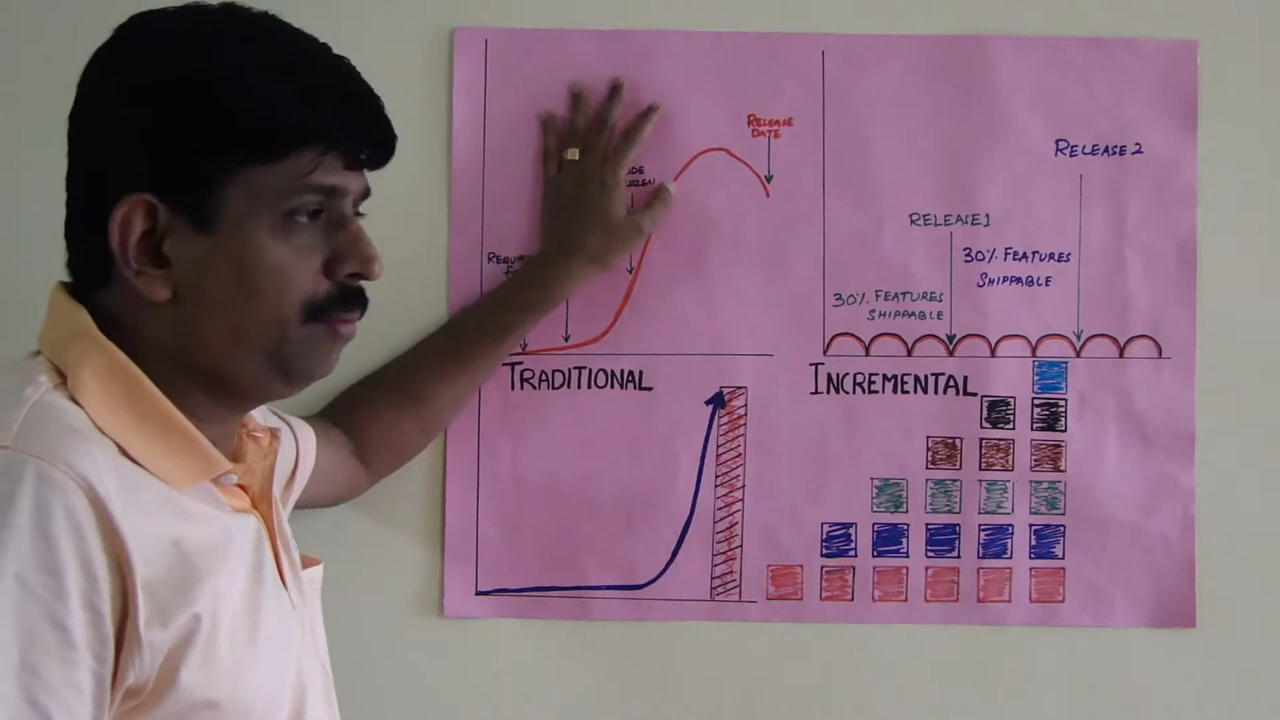 RELEASE
DATE
RELEASE 2
RELEASE1
30% FEATURES
SHIPPABLE
30% FEATURES
SHIPPABLE
TRADITIONAL
INCREMENTAL